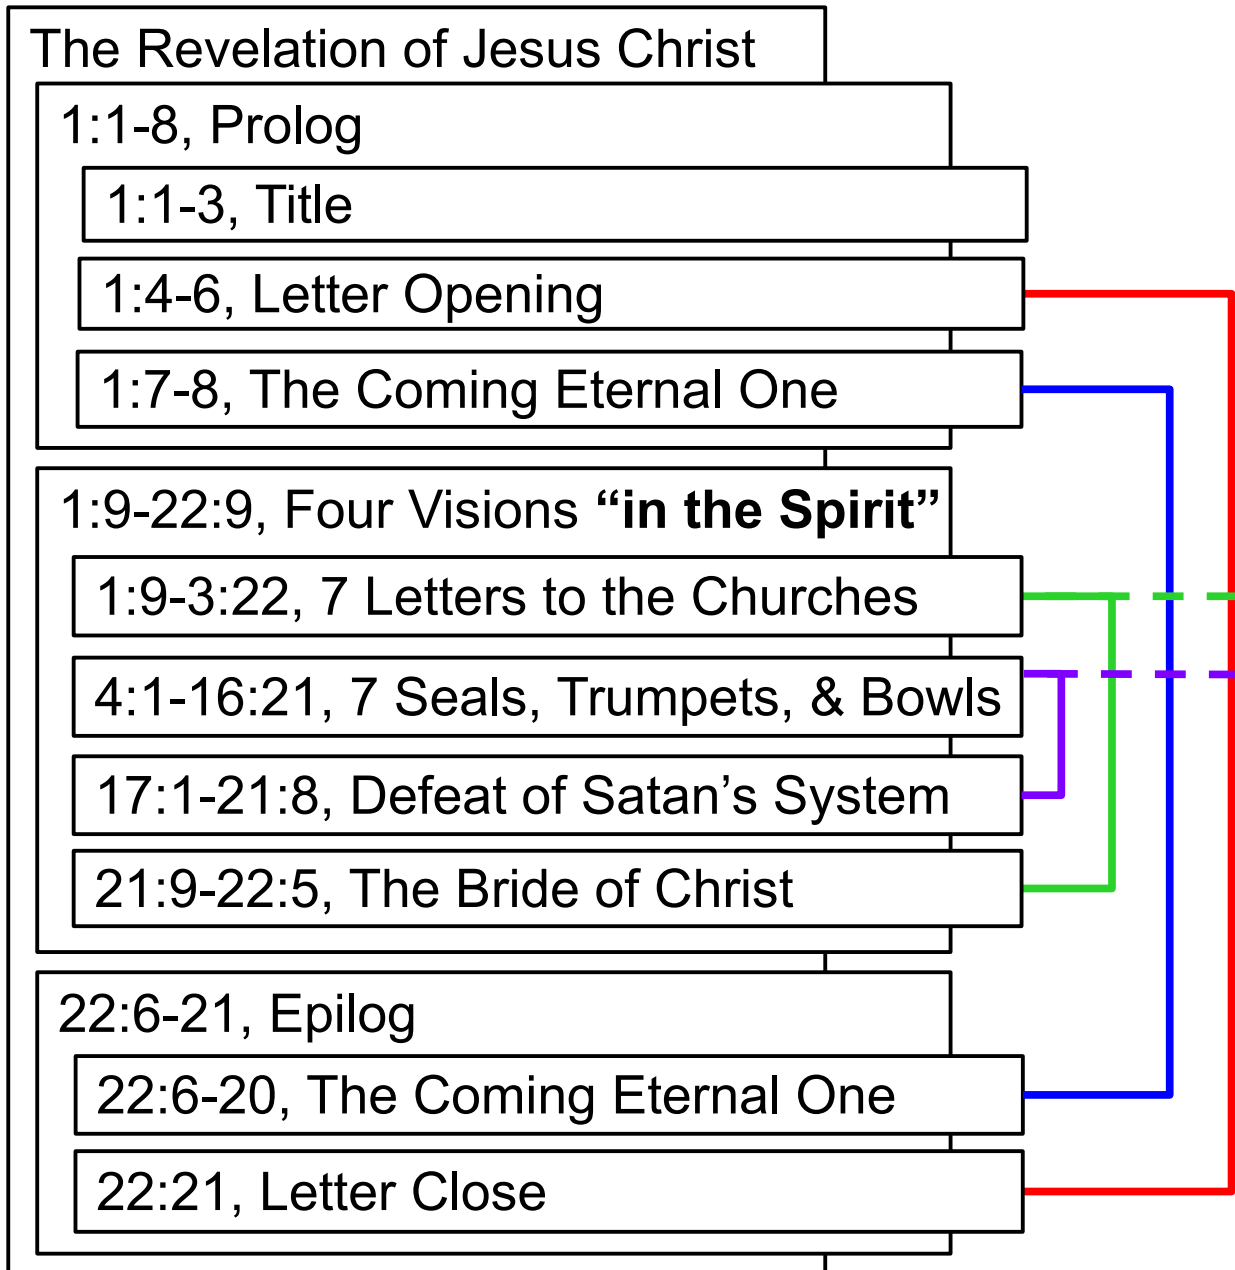 The Revelation of Jesus Christ
1:1-8, Prolog
1:1-3, Title
1:4-6, Letter Opening
1:7-8, The Coming Eternal One
1:9-22:9, Four Visions “in the Spirit”
1:9-3:22, 7 Letters to the Churches
4:1-16:21, 7 Seals, Trumpets, & Bowls
17:1-21:8, Defeat of Satan’s System
21:9-22:5, The Bride of Christ
22:6-21, Epilog
22:6-20, The Coming Eternal One
22:21, Letter Close